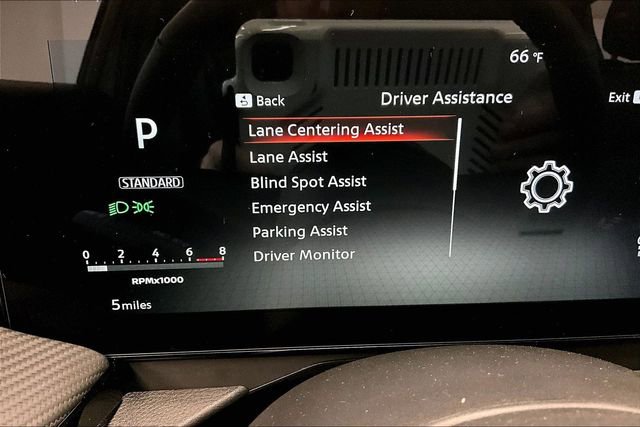 66 °F
Back
Driver Assistance
Exit
P
Lane Centering Assist
Lane Assist
Blind Spot Assist
Emergency Assist
Parking Assist
Driver Monitor
STANDARD
0 2 4 6 8
RPMx1000
5 miles